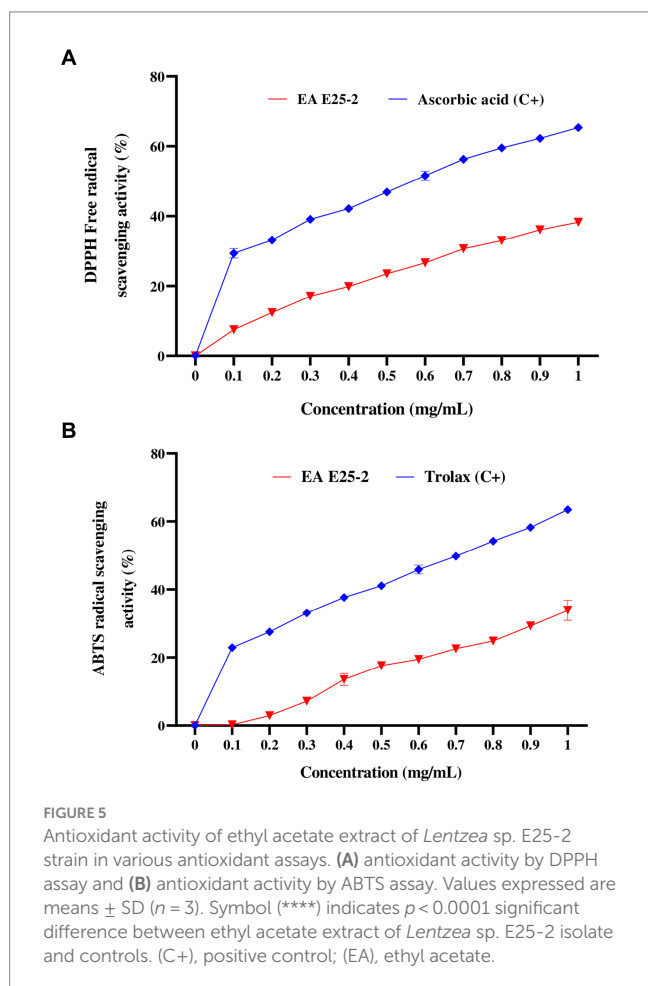 A
80
EA E25-2 Ascorbic acid (C+)
60
40
20
0
DPPH Free radical
scavenging activity (%)
0 0.1 0.2 0.3 0.4 0.5 0.6 0.7 0.8 0.9 1
Concentration (mg/mL)
B
80
EA E25-2 Trolax (C+)
60
40
20
0
ABTS radical scavenging
activity (%)
0 0.1 0.2 0.3 0.4 0.5 0.6 0.7 0.8 0.9 1
Concentration (mg/mL)
FIGURE 5
Antioxidant activity of ethyl acetate extract of Lentzea sp. E25-2
strain in various antioxidant assays. (A) antioxidant activity by DPPH
assay and (B) antioxidant activity by ABTS assay. Values expressed are
means ± SD (n = 3). Symbol (****) indicates p < 0.0001 significant
difference between ethyl acetate extract of Lentzea sp. E25-2 isolate
and controls. (C+), positive control; (EA), ethyl acetate.